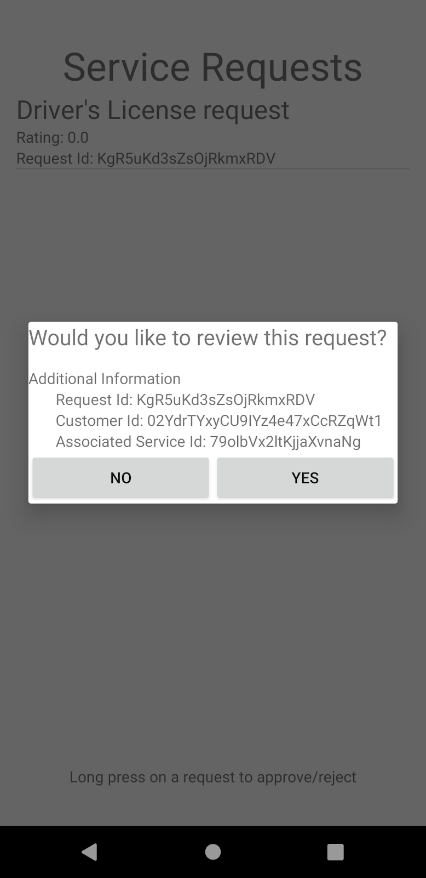 Service Requests
Driver's License request
Rating: 0.0
Request Id: KgR5uKd3sZsOjRkmxRDV
Would you like to review this request?
Additional Information
Request Id: KgR5uKd3sZsOjRkmxRDV
Customer Id: 02YdrTYxyCU9IYz4e47xCcRZqWt1
Associated Service Id: 79olbVx2ltKjjaXvnaNg
NO
YES
Long press on a request to approve/reject